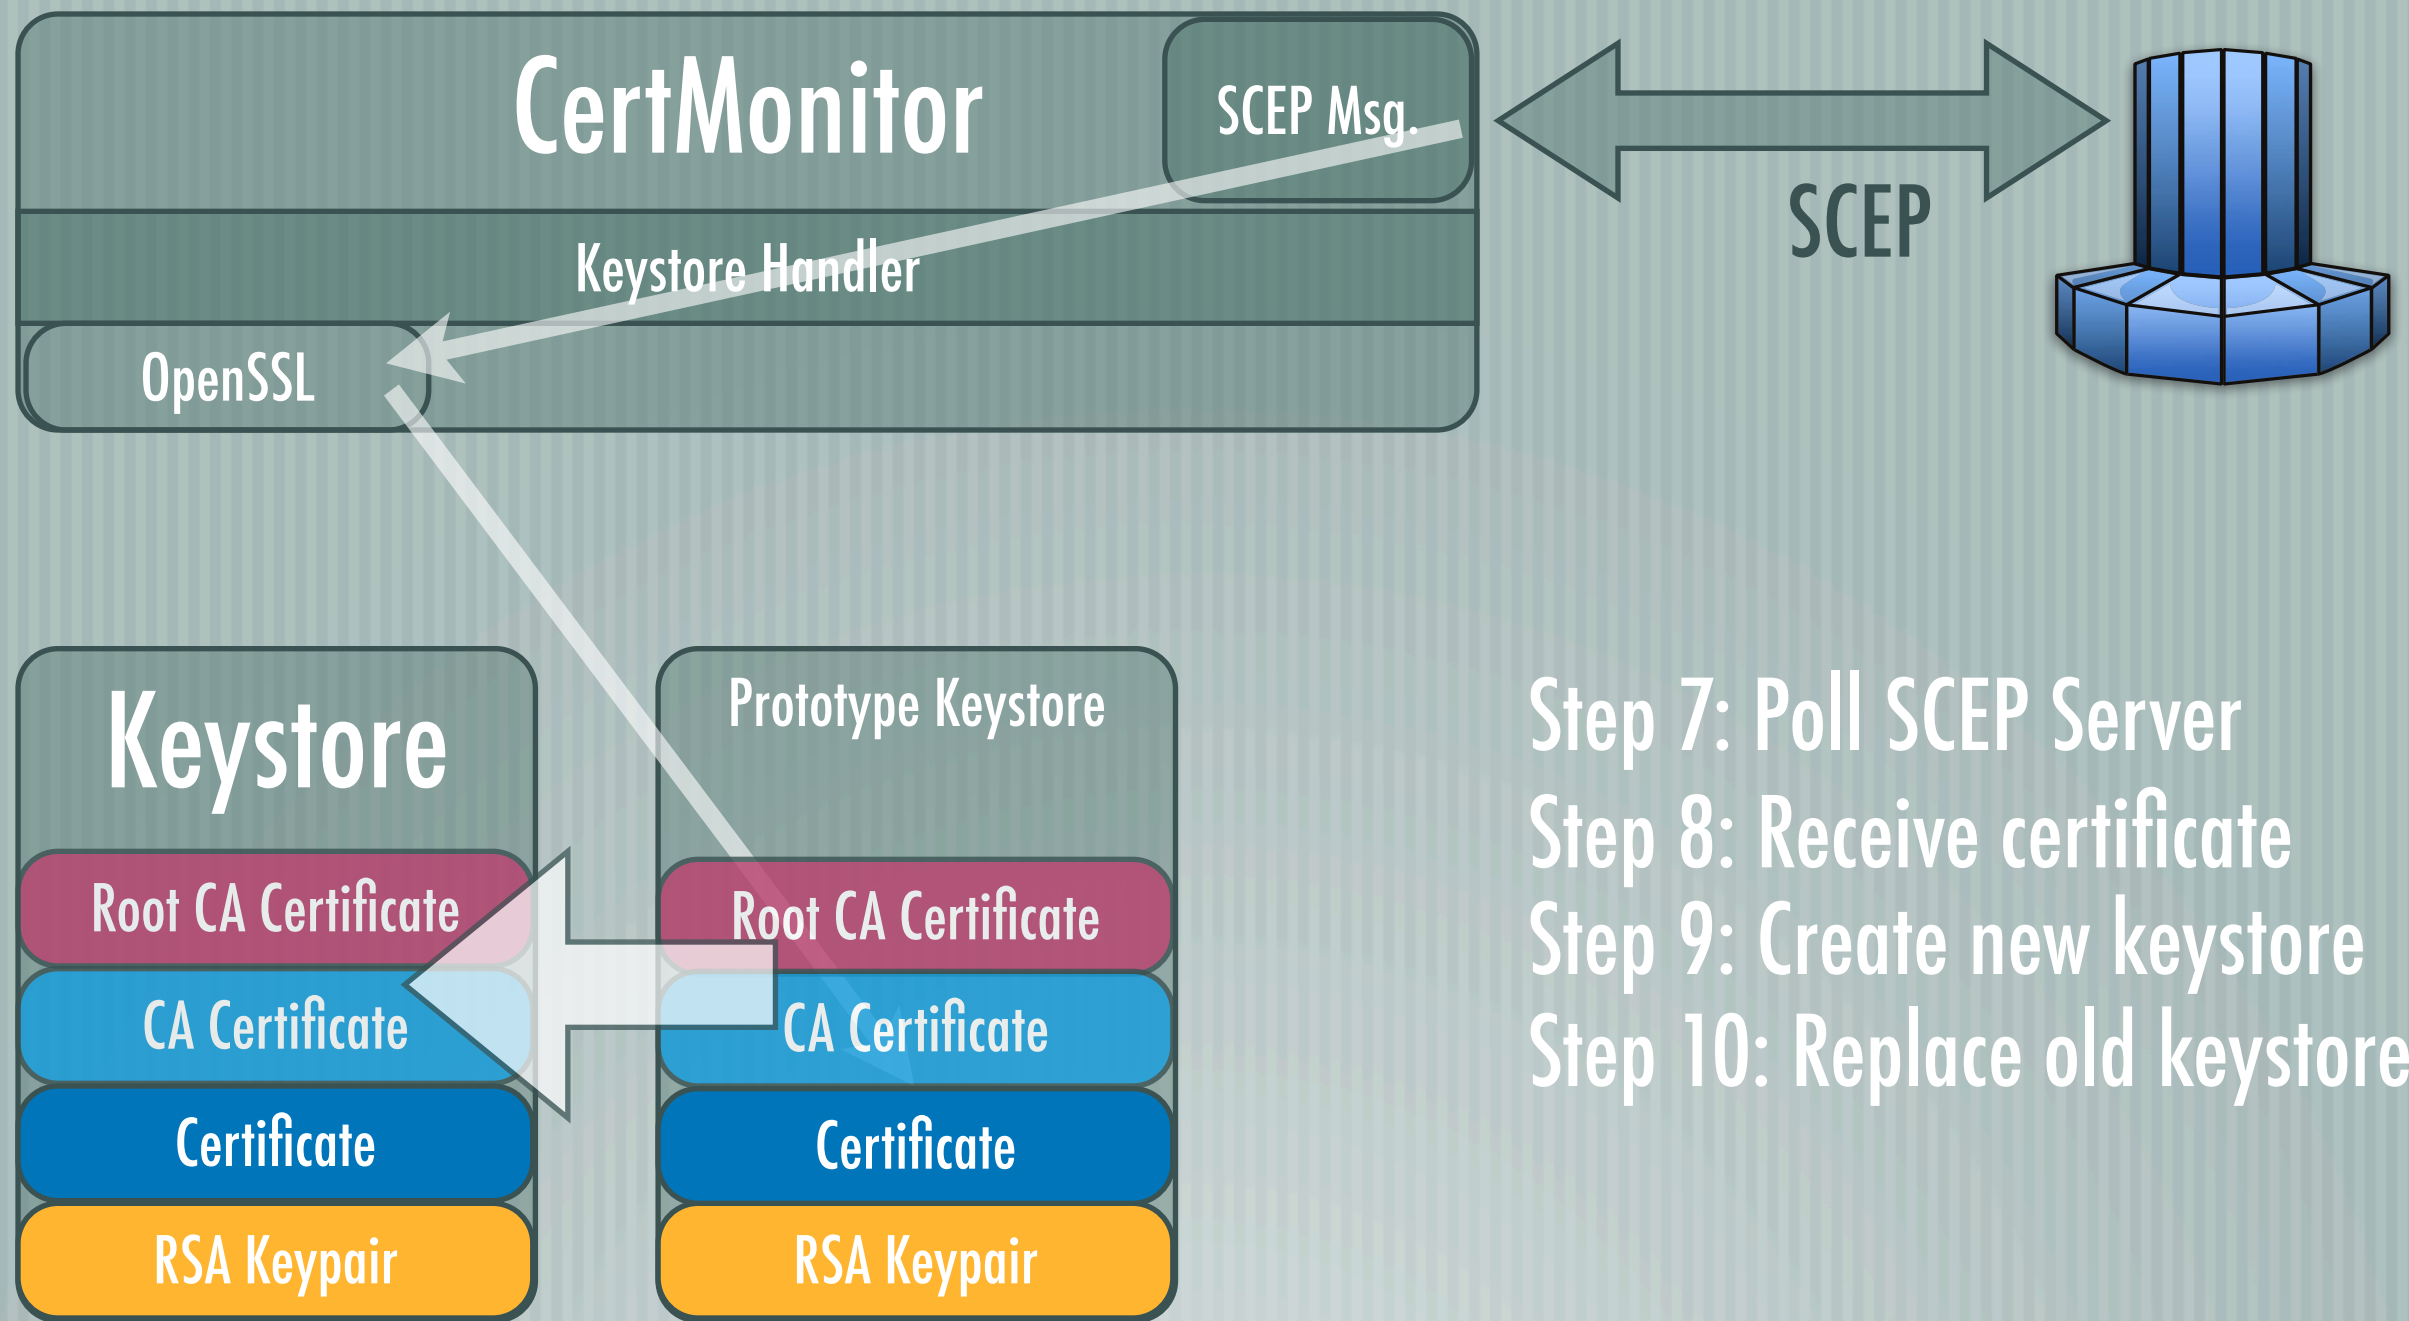 CertMonitor
SCEP Msg.
SCEP
Keystore Handler
OpenSSL
Keystore
Root CA Certificate
CA Certificate
Certificate
RSA Keypair
Prototype Keystore
Root CA Certificate
CA Certificate
Certificate
RSA Keypair
Step 7: Poll SCEP Server
Step 8: Receive certificate
Step 9: Create new keystore
Step 10: Replace old keystore